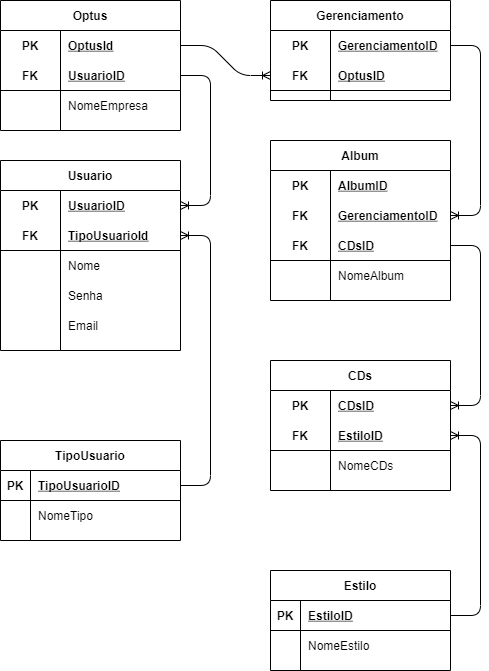 Optus
PK OptusId
FK UsuarioID
NomeEmpresa
Usuario
PK UsuarioID
FK TipoUsuarioId
Nome
Senha
Email
TipoUsuario
PK TipoUsuarioID
NomeTipo
Gerenciamento
PK GerenciamentoID
FK OptusID
Album
PK AlbumID
FK GerenciamentoID
FK CDsID
NomeAlbum
CDs
PK CDsID
FK EstiloID
NomeCDs
Estilo
PK EstiloID
NomeEstilo